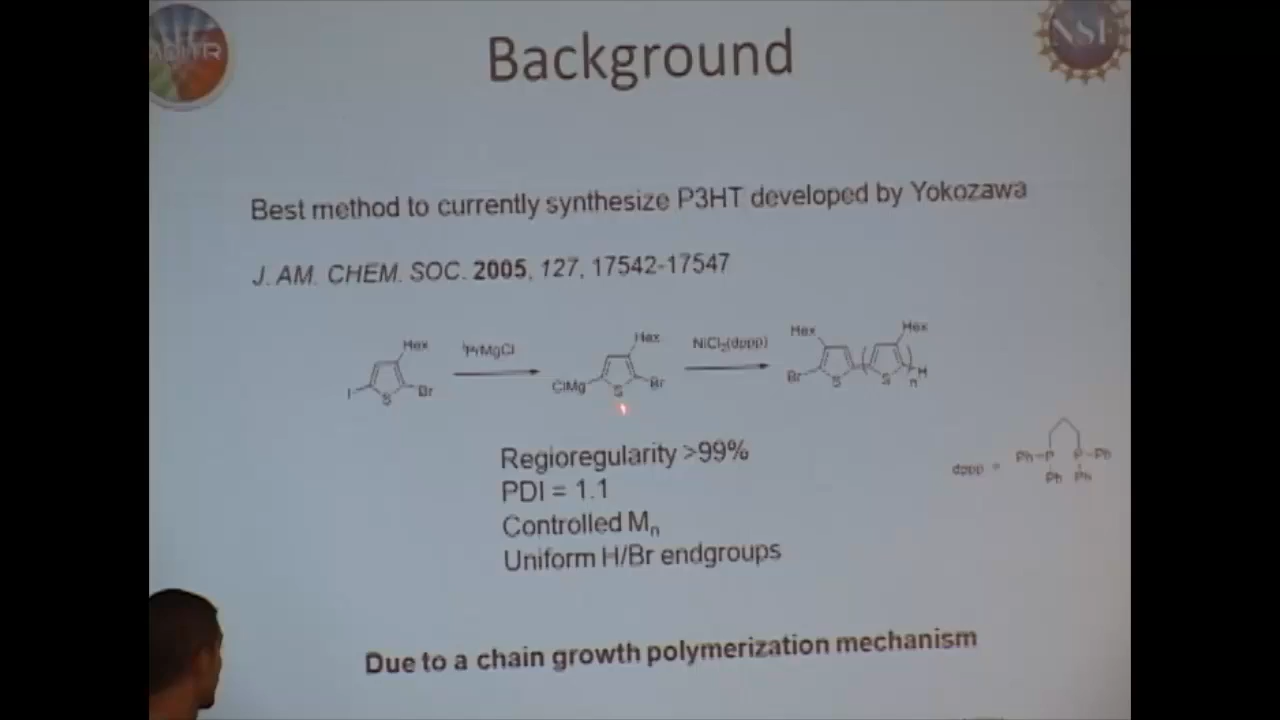 Background
NSF
Best method to currently synthesize P3HT developed by Yokozawa
J. AM. CHEM. SOC. 2005, 127, 17542-17547
Hex
I
S
Br
iPrMgCl
Hex
ClMg
S
Br
NiCl2(dppp)
Hex
Br
S
Hex
S
n
H
Regioregularity >99%
PDI = 1.1
Controlled Mn
Uniform H/Br endgroups
dppp =
Ph-P
P-Ph
Ph
Ph
Due to a chain growth polymerization mechanism